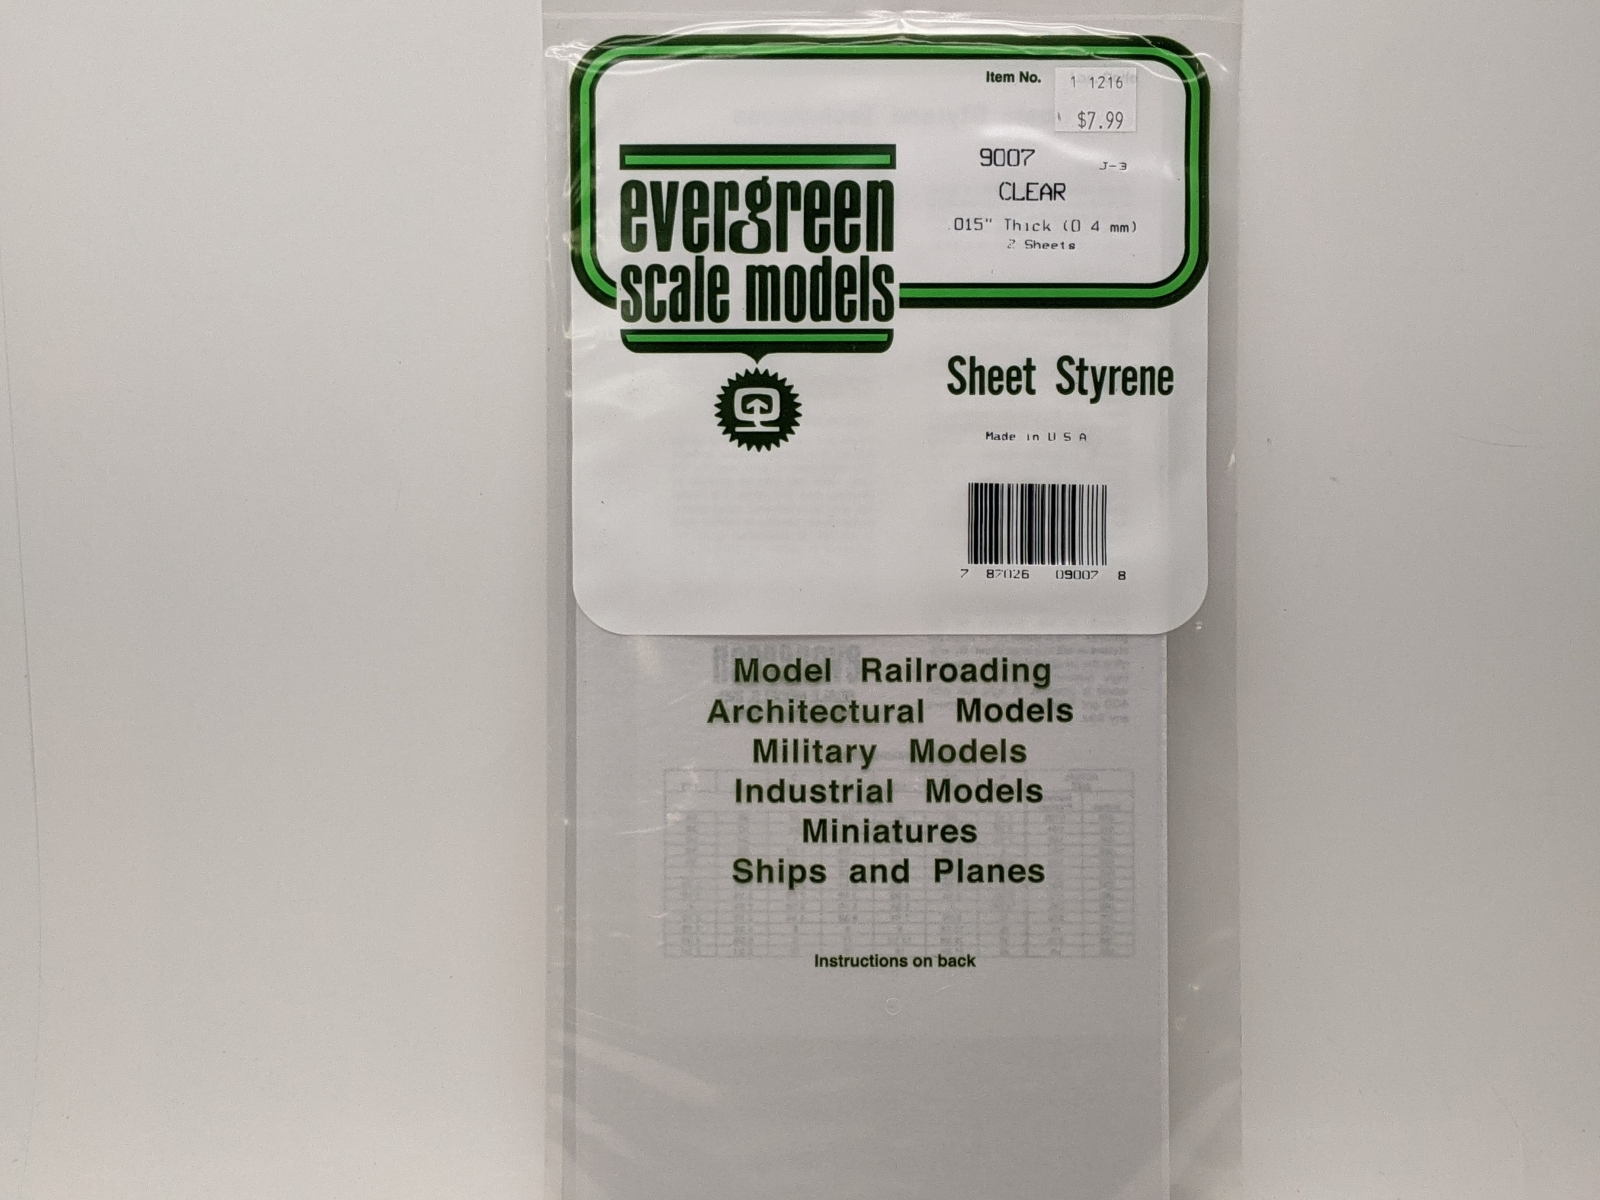 Item No.
1 1216
$7.99
9007
J-3
CLEAR
.015" Thick (0 4 mm)
2 Sheets
evergreen
scale models
Sheet Styrene
Made in U S A
7 87026 09007 8
Model Railroading
Architectural Models
Military Models
Industrial Models
Miniatures
Ships and Planes
Instructions on back